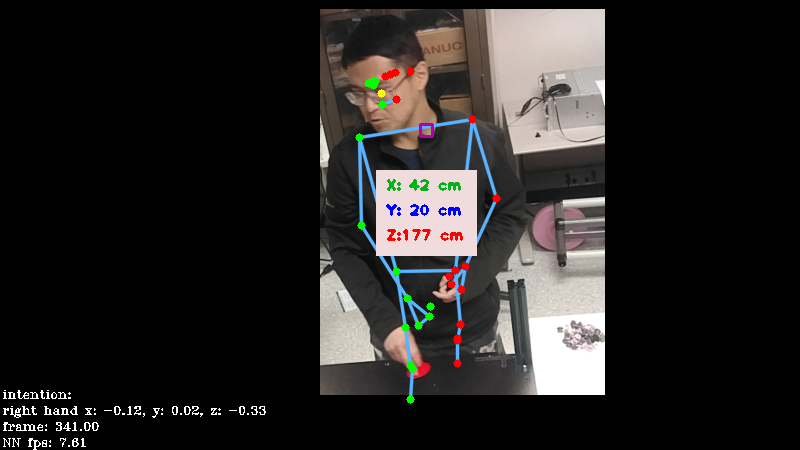 FANUC
X: 42 cm
Y: 20 cm
Z:177 cm
intention:
right hand x: -0.12, y: 0.02, z: -0.33
frame: 341.00
NN fps: 7.61